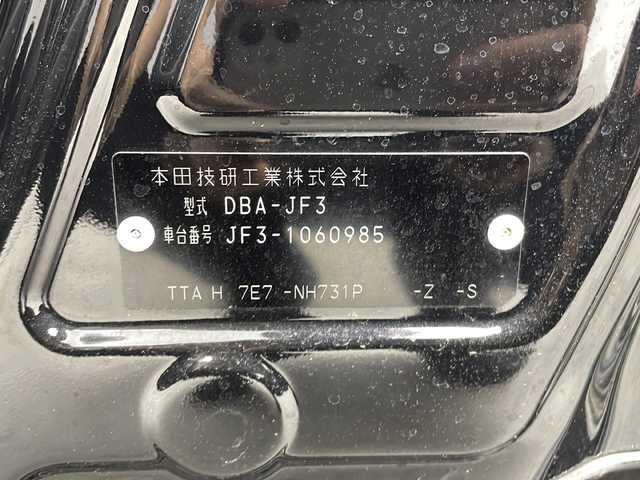 本田技研工業株式会社
型式 DBA-JF3
車台番号 JF3-1060985
TTA H 7E7 -NH731P -Z -S